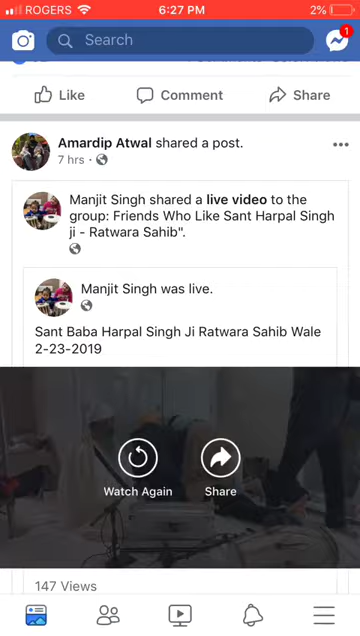 ROGERS 6:27 PM 2%
Search
1
Like Comment Share
Amardip Atwal shared a post.
7 hrs ·
Manjit Singh shared a live video to the
group: Friends Who Like Sant Harpal Singh
ji - Ratwara Sahib".
Manjit Singh was live.
Sant Baba Harpal Singh Ji Ratwara Sahib Wale
2-23-2019
Watch Again Share
147 Views